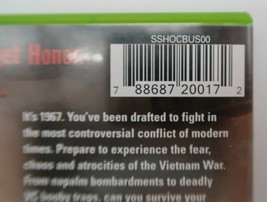 SSHOCBUS00
7 88687 20017 2
et Honor
It's 1967. You've been drafted to fight in
the most controversial conflict of modern
times. Prepare to experience the fear,
chaos and atrocities of the Vietnam War.
From napalm bombardments to deadly
VC booby traps, can you survive your